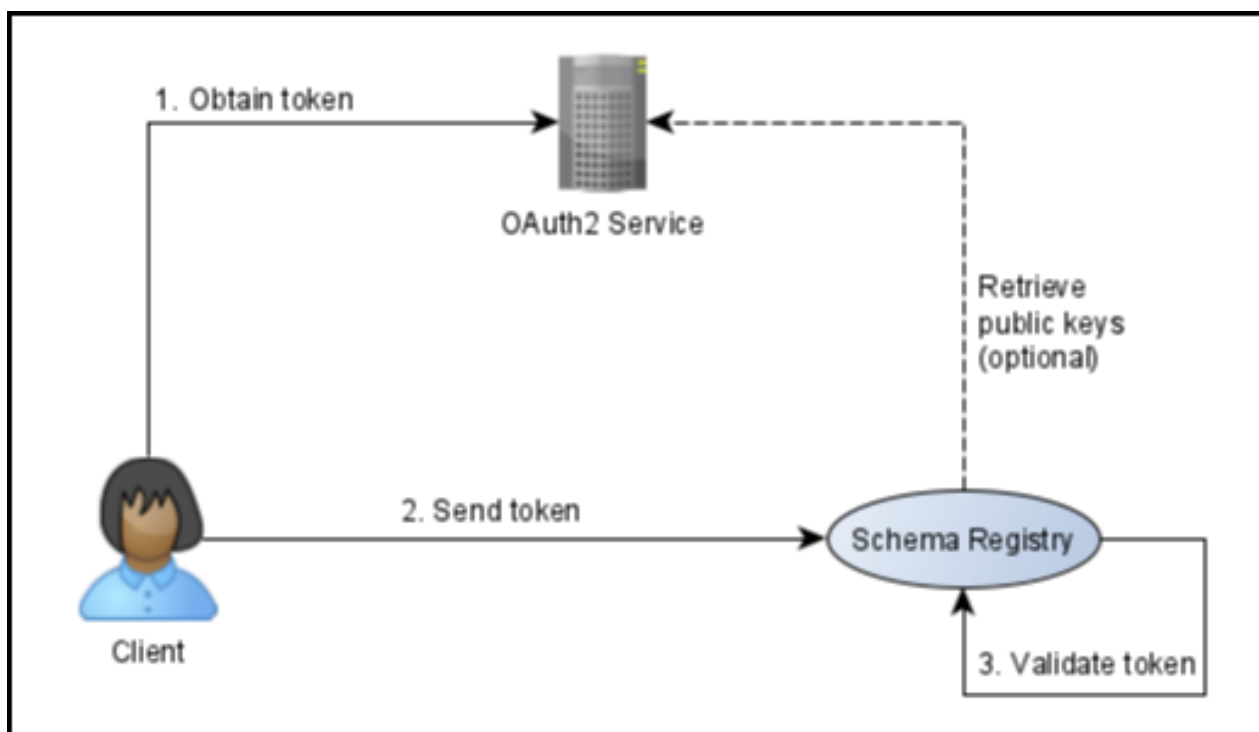 1. Obtain token
OAuth2 Service
Retrieve
public keys
(optional)
2. Send token
Schema Registry
Client
3. Validate token